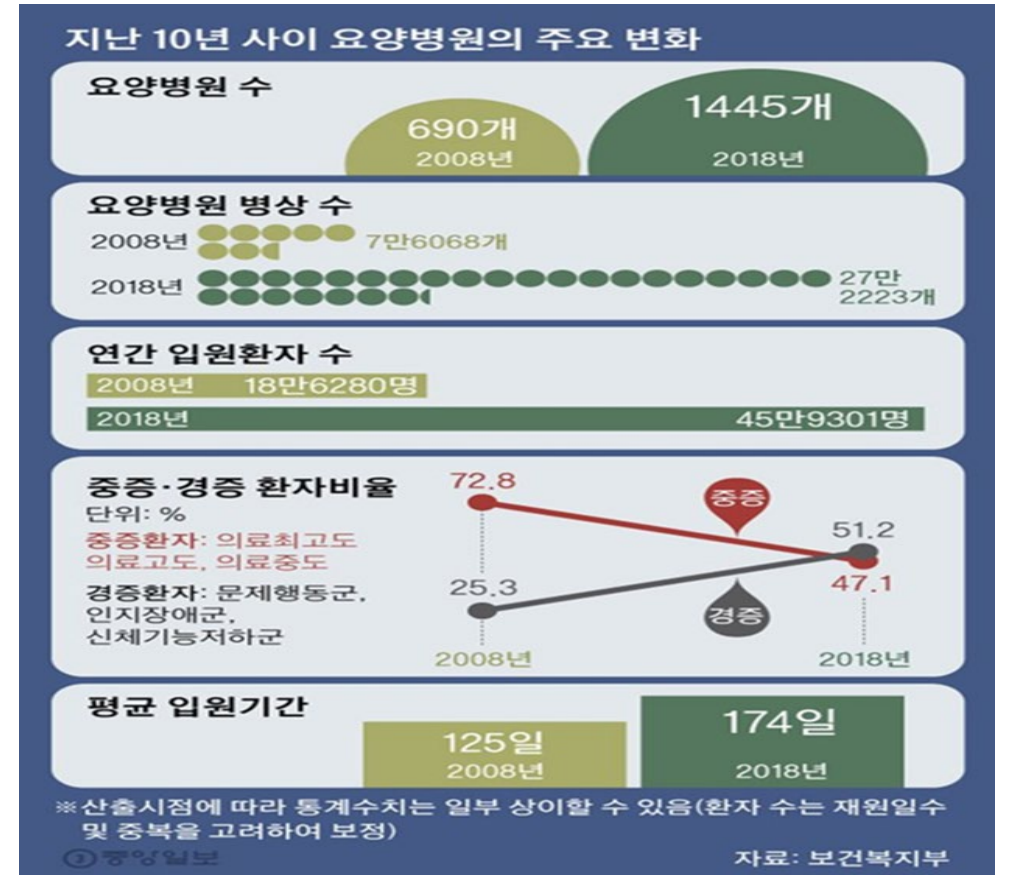 지난 10년 사이 요양병원의 주요 변화
요양병원 수
690개
2008년
1445개
2018년
요양병원 병상 수
2008년
7만6068개
2018년
27만
2223개
연간 입원환자 수
2008년 18만6280명
2018년 45만9301명
중증·경증 환자비율
단위: %
중증환자: 의료최고도
의료고도, 의료중도
경증환자: 문제행동군,
인지장애군,
신체기능저하군
72.8
중증
51.2
25.3
47.1
경증
2008년
2018년
평균 입원기간
125일
2008년
174일
2018년
※산출시점에 따라 통계수치는 일부 상이할 수 있음(환자 수는 재원일수
및 중복을 고려하여 보정)
중앙일보
자료: 보건복지부